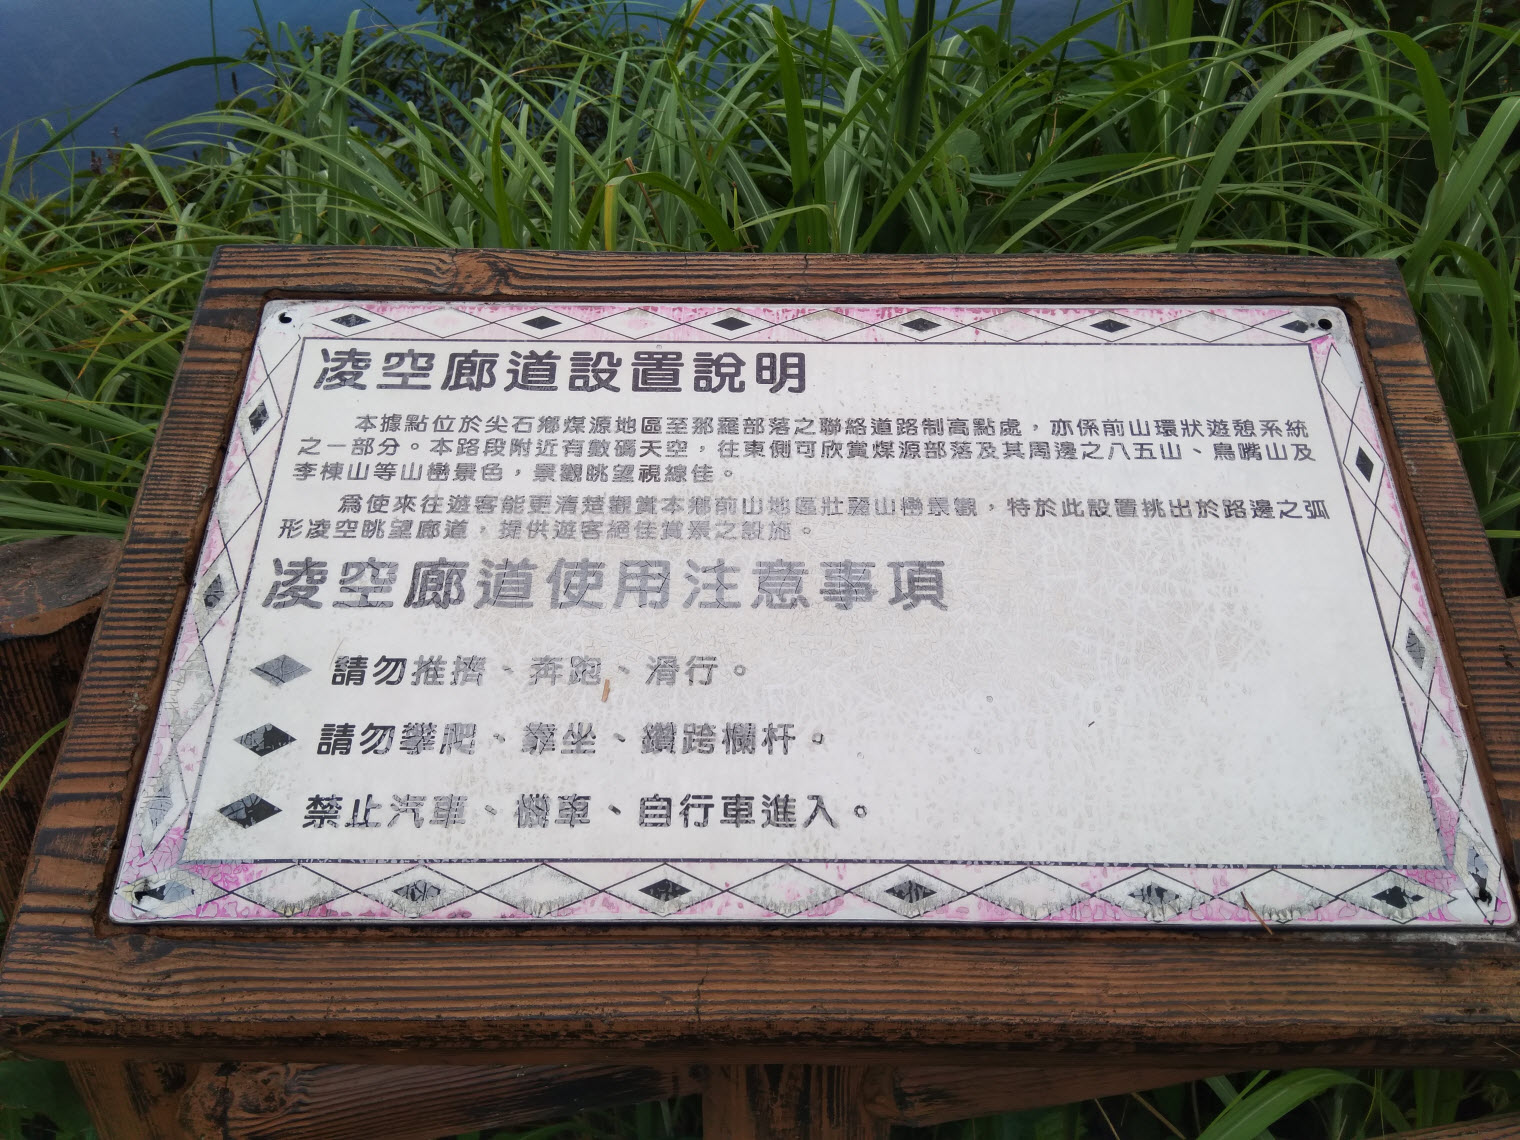 凌空廊道設置說明
本據點位於尖石鄉煤源地區至那羅部落之聯絡道路制高點處，亦係前山環狀遊憩系統
之一部分。本路段附近有數碼天空，往東側可欣賞煤源部落及其周邊之八五山、鳥嘴山及
李棟山等山巒景色，景觀眺望視線佳。
為使來往遊客能更清楚觀賞本鄉前山地區壯麗山巒景觀，特於此設置挑出於路邊之弧
形凌空眺望廊道，提供遊客絕佳賞景之設施。
凌空廊道使用注意事項
請勿推擠、奔跑、滑行。
請勿攀爬、靠坐、鑽跨欄杆。
禁止汽車、機車、自行車進入。